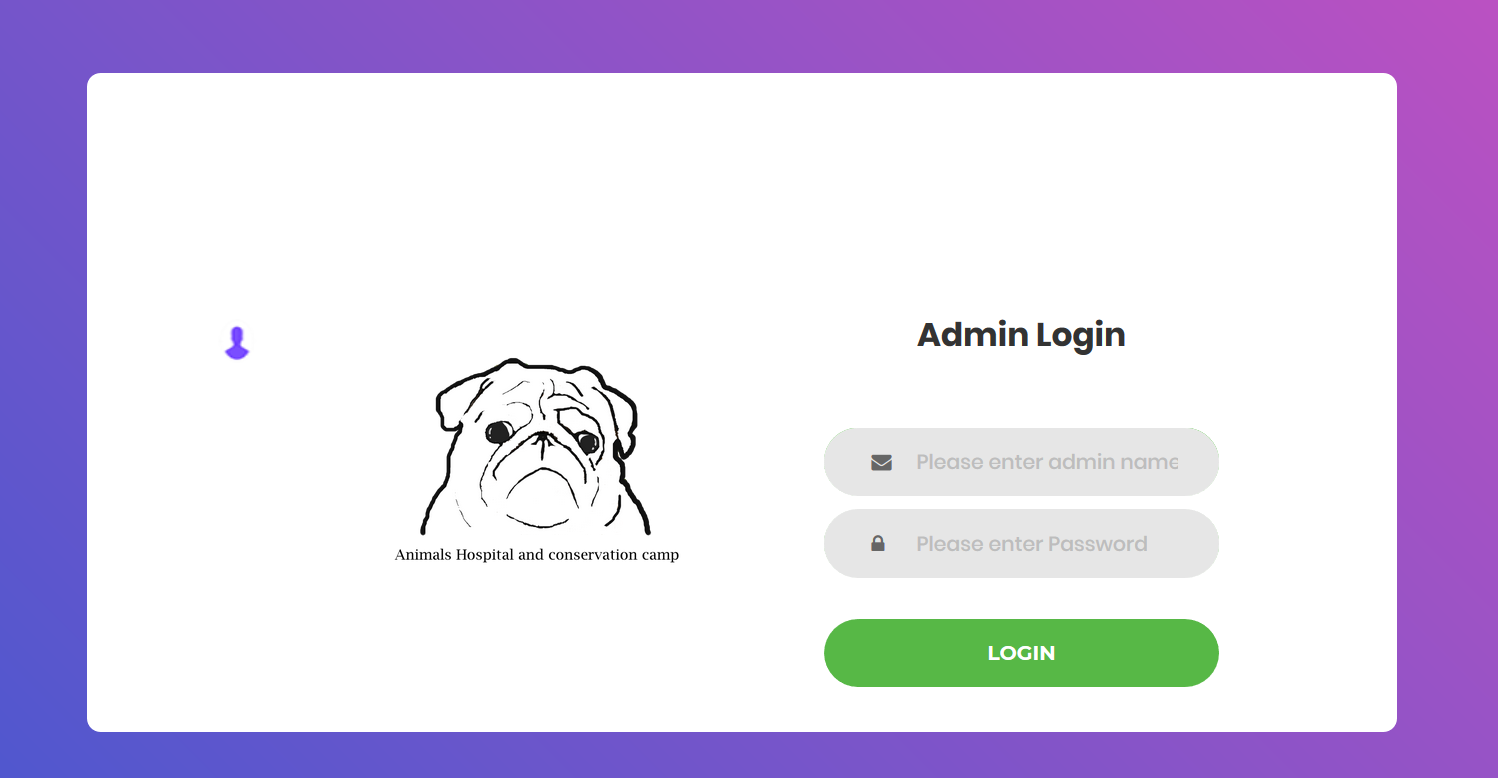 Admin Login
Please enter admin name
Please enter Password
Animals Hospital and conservation camp
LOGIN